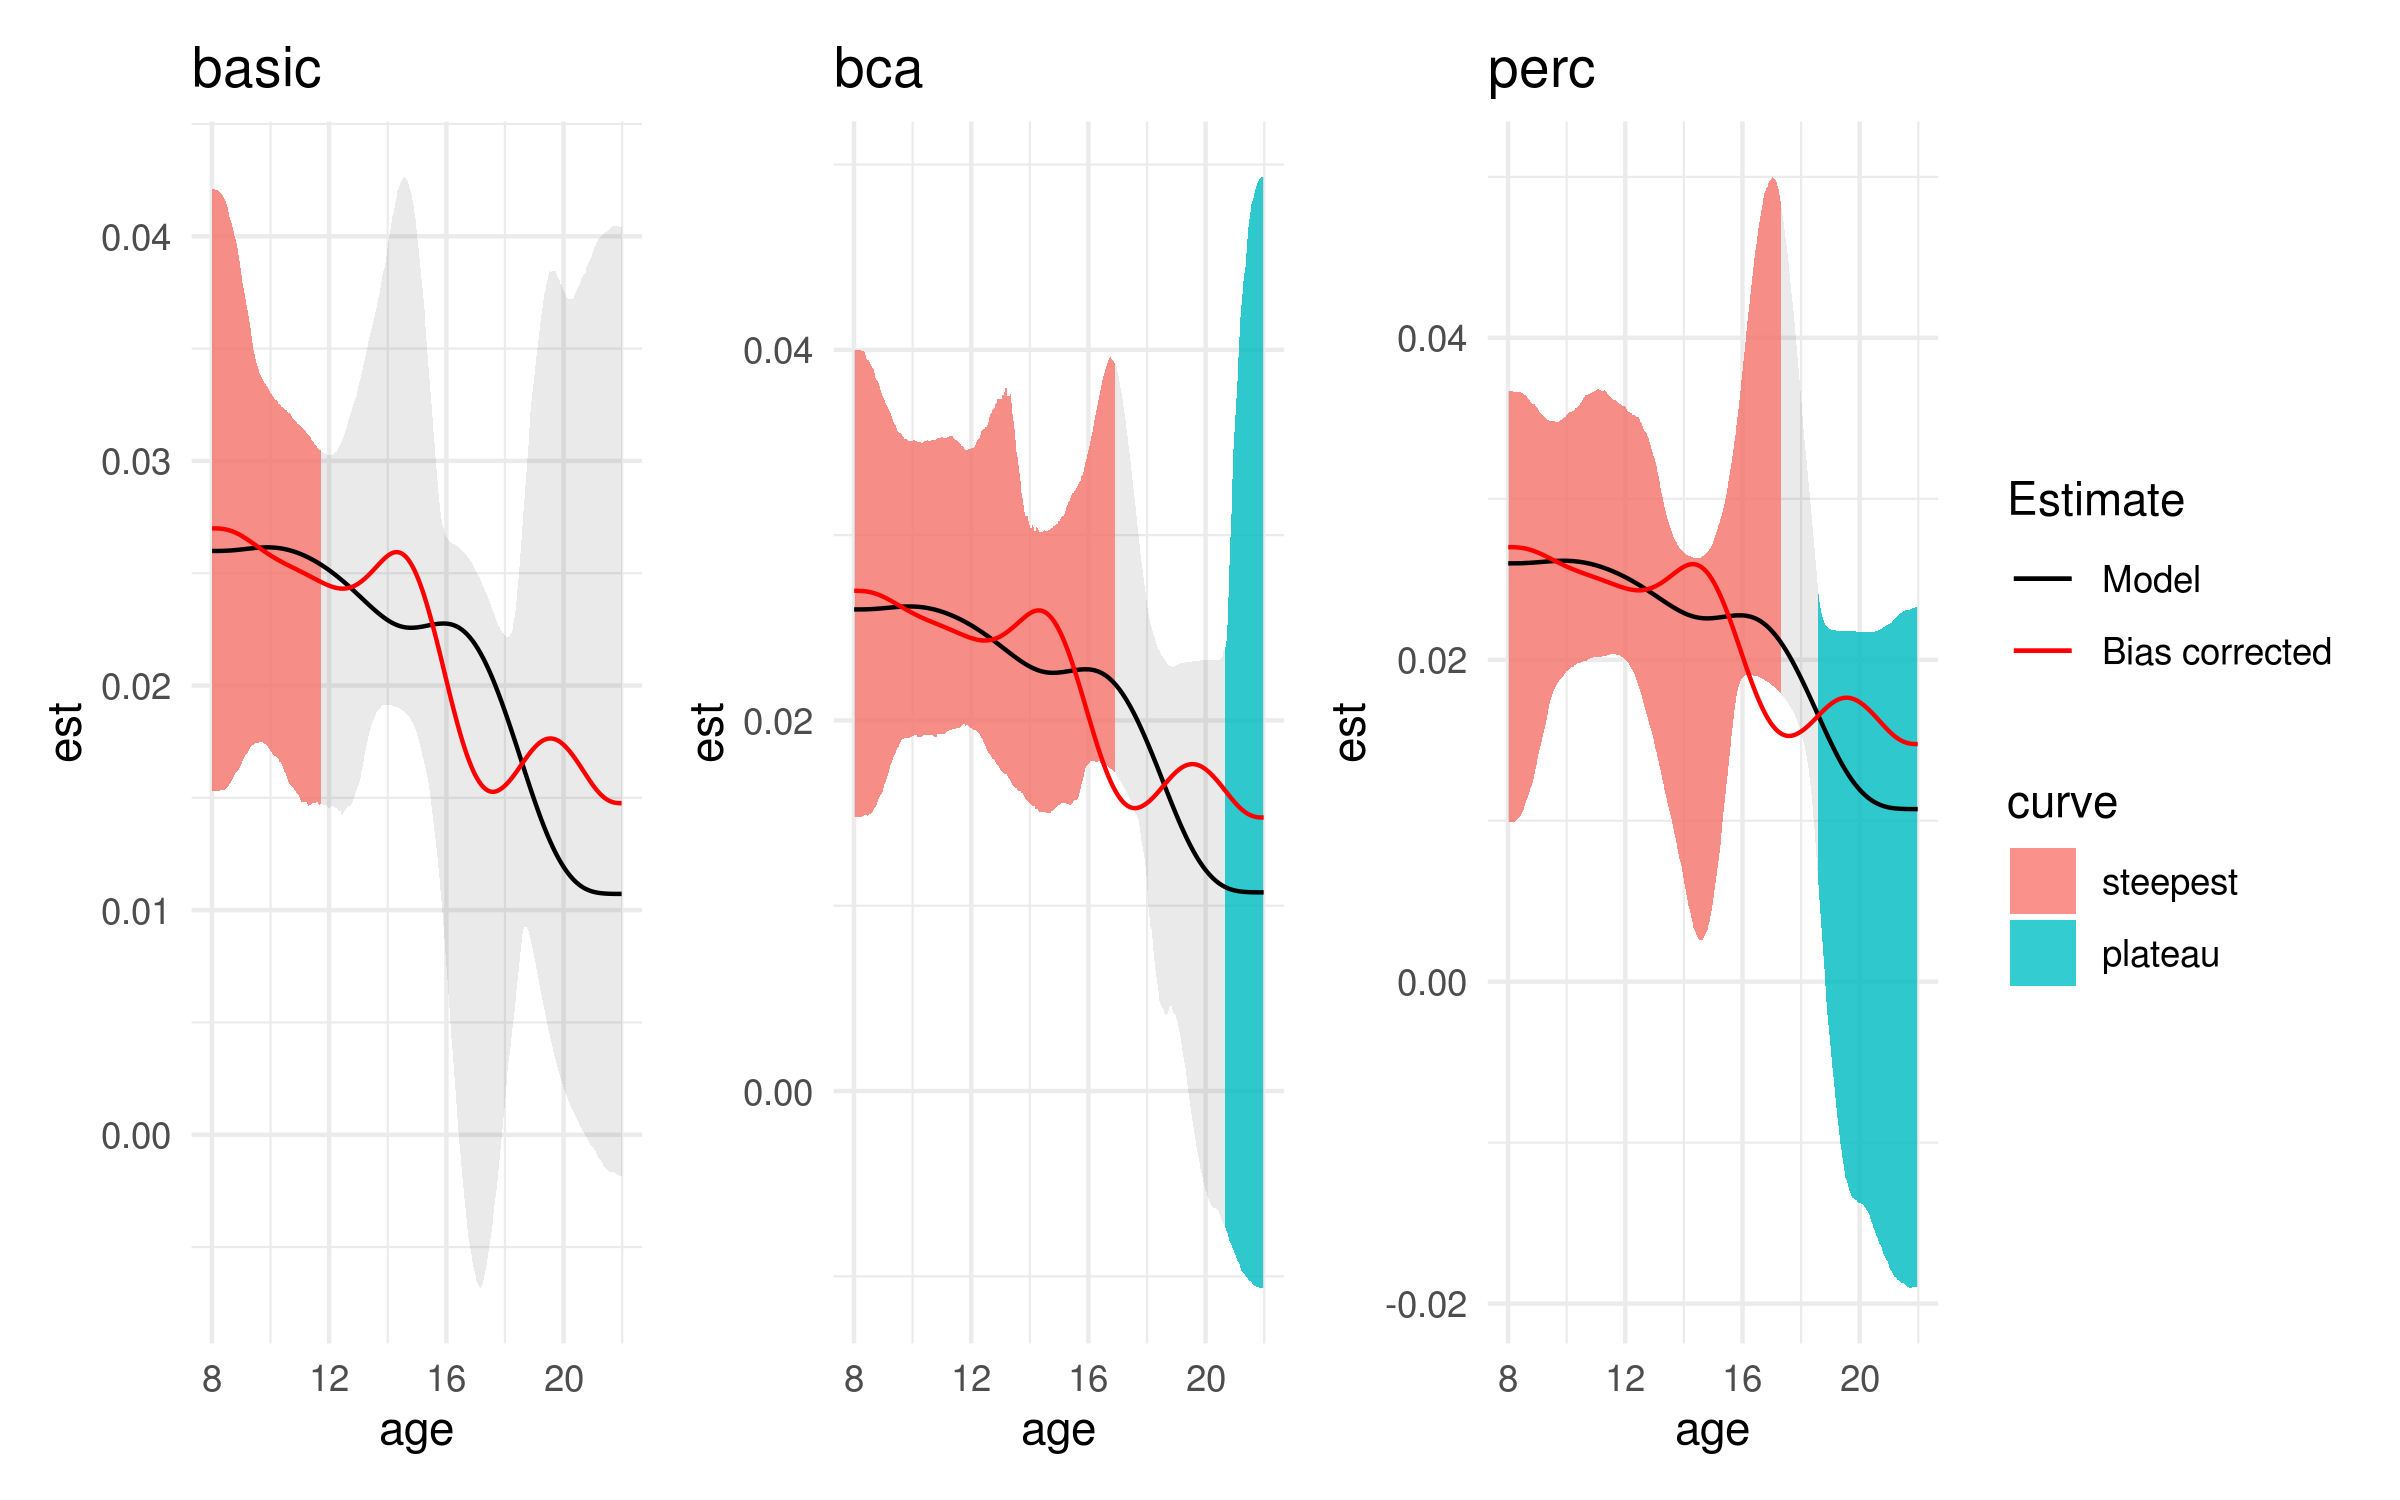 basic
bca
perc
0.04
0.03
0.02
0.01
0.00
est
8 12 16 20
age
0.04
0.02
0.00
est
8 12 16 20
age
0.04
0.02
0.00
-0.02
est
8 12 16 20
age
Estimate
Model
Bias corrected
curve
steepest
plateau